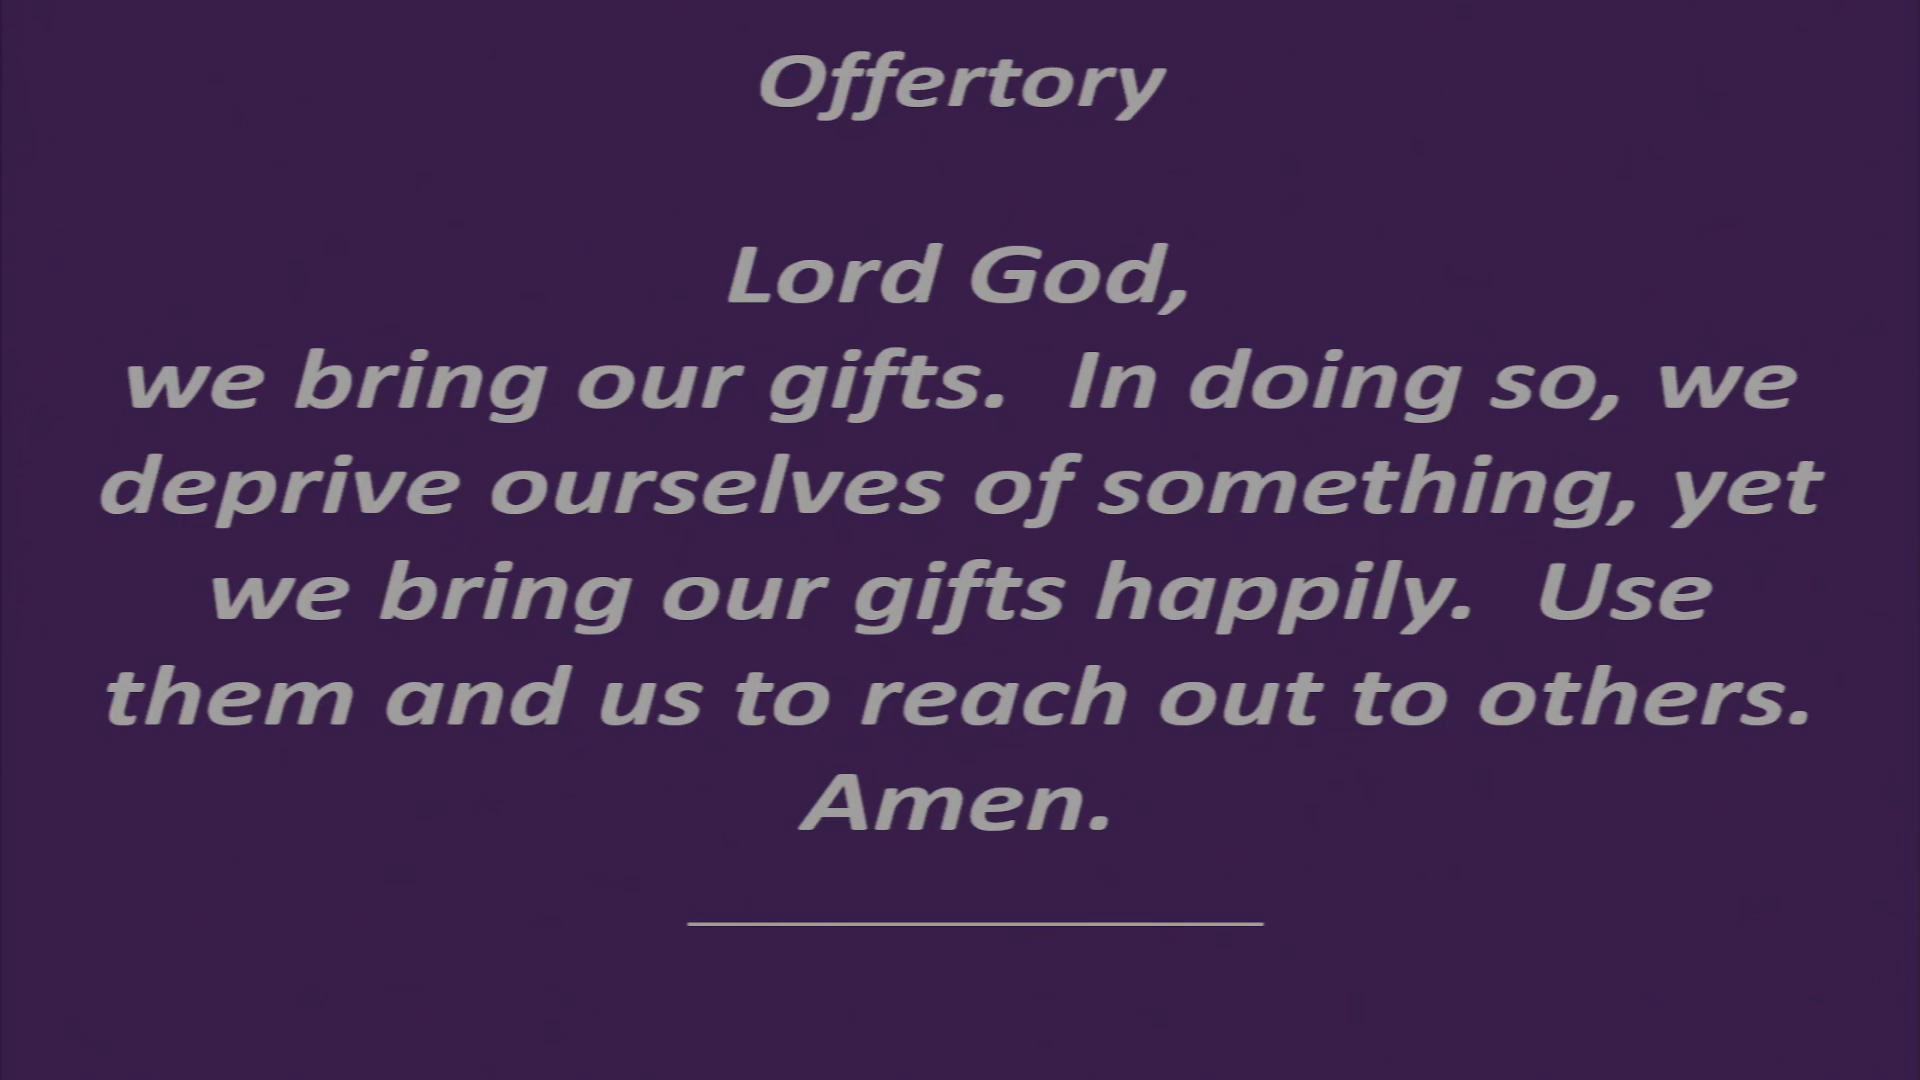 Offertory
Lord God,
we bring our gifts.  In doing so, we
deprive ourselves of something, yet
we bring our gifts happily.  Use
them and us to reach out to others.
Amen.